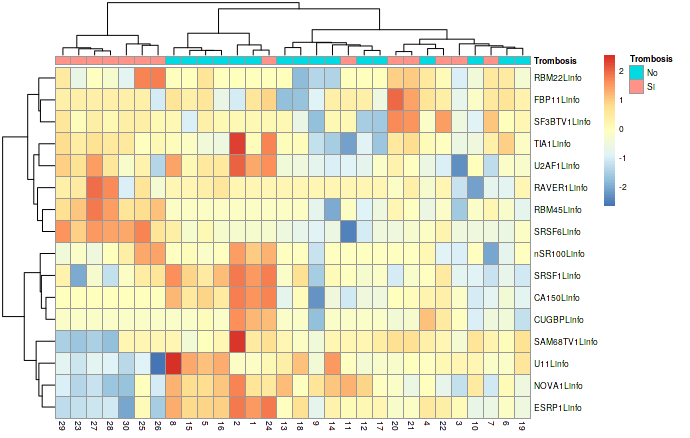 Trombosis
RBM22Linfo
FBP11Linfo
SF3BTV1Linfo
TIA1Linfo
U2AF1Linfo
RAVER1Linfo
RBM45Linfo
SRSF6Linfo
nSR100Linfo
SRSF1Linfo
CA150Linfo
CUGBPLinfo
SAM68TV1Linfo
U11Linfo
NOVA1Linfo
ESRP1Linfo
29 23 27 28 30 25 26 8 15 5 16 2 1 24 13 18 9 14 11 12 17 20 21 4 22 3 10 7 6 19
2
1
0
-1
-2
Trombosis
No
SI